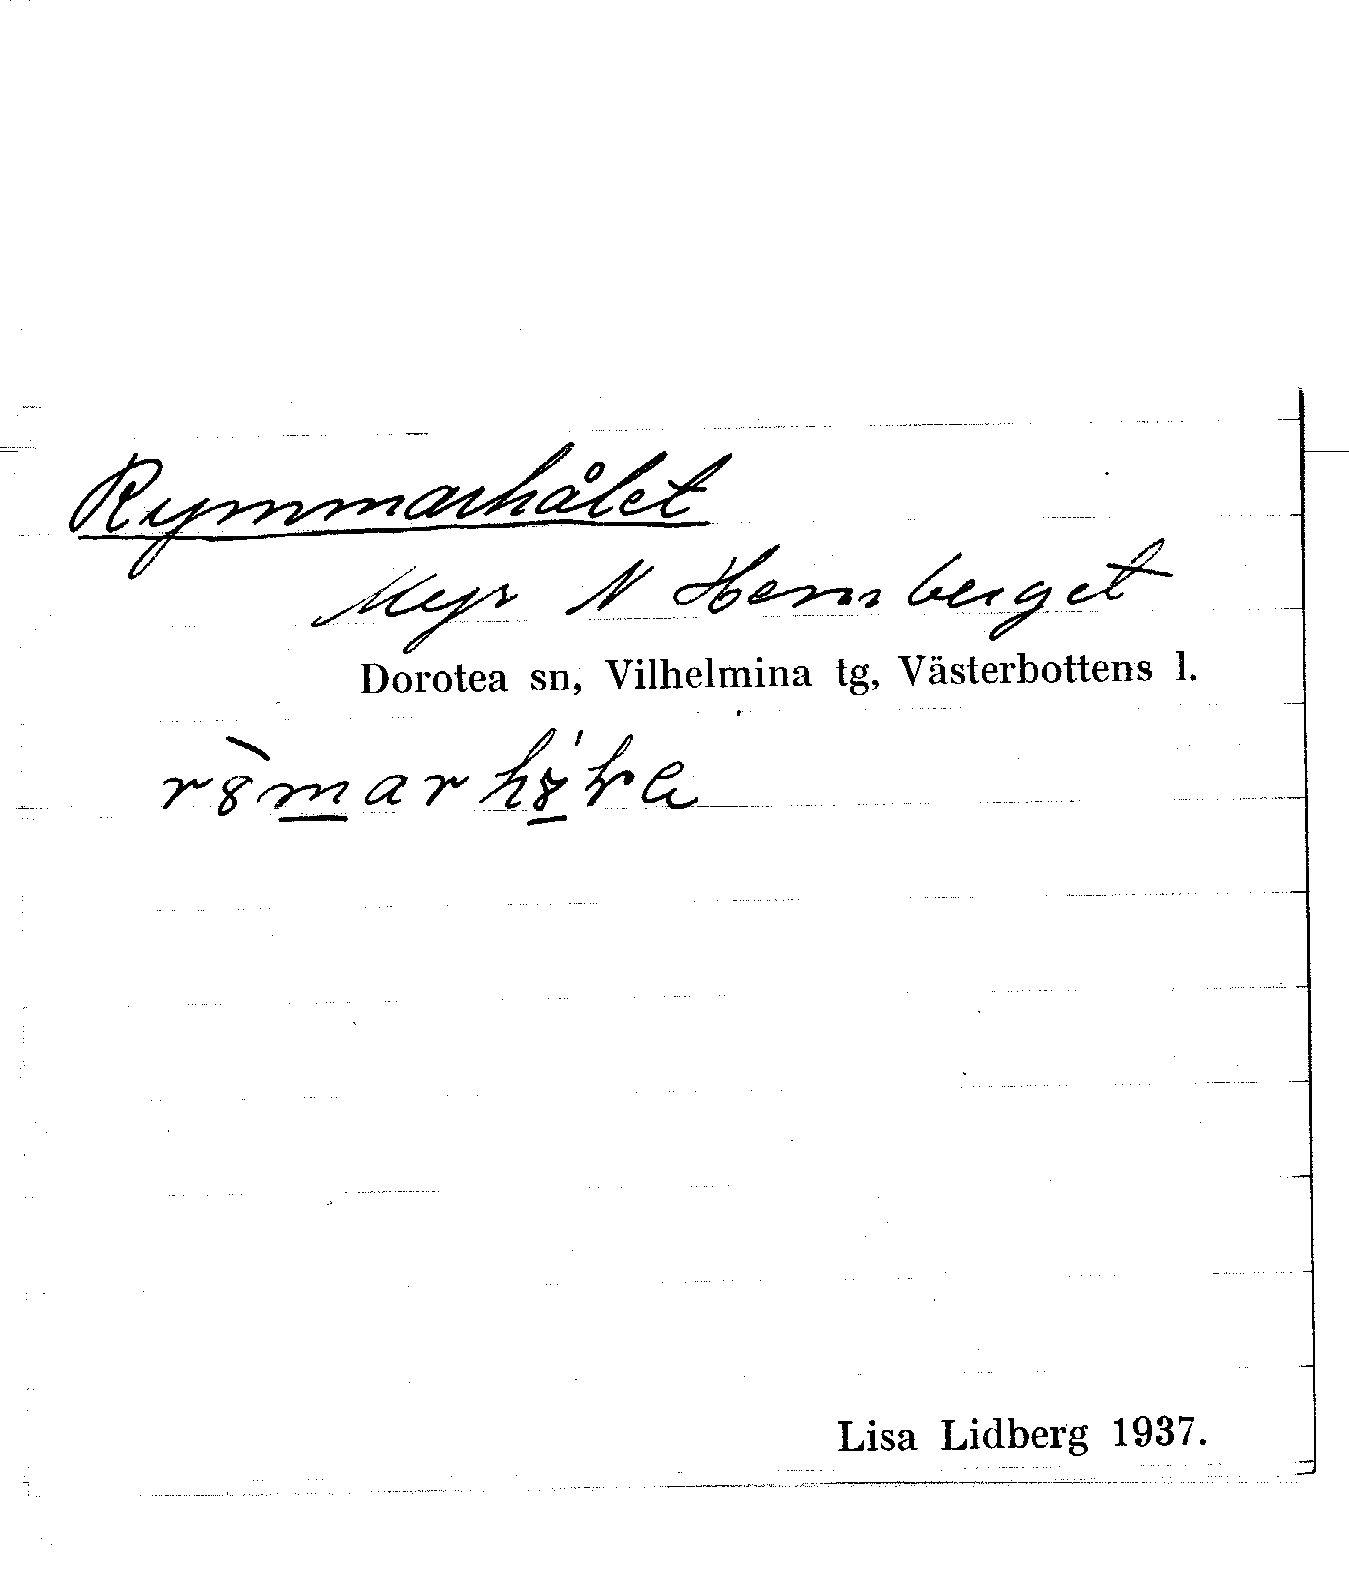 Rymmarhålet
Myr N Hemberget
Dorotea sn, Vilhelmina tg, Västerbottens l.
Lisa Lidberg 1937.